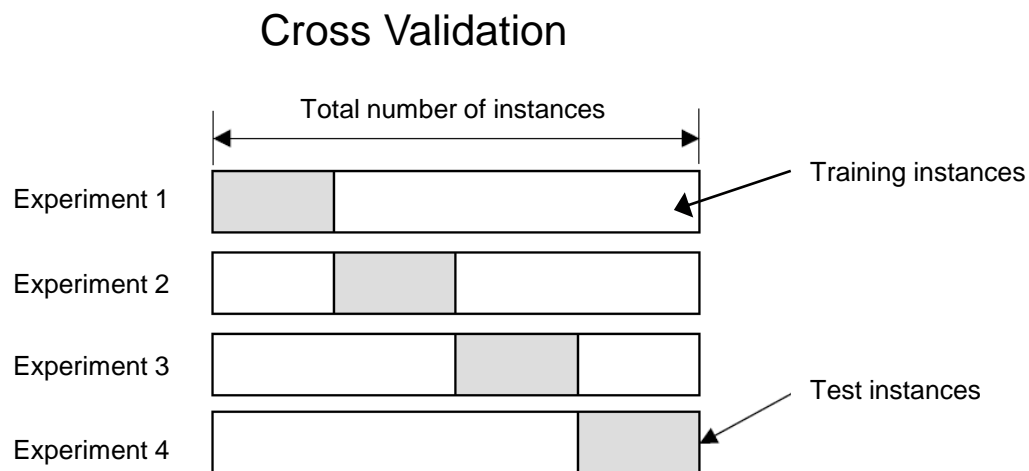 Cross Validation
Total number of instances
Training instances
Experiment 1
Experiment 2
Experiment 3
Test instances
Experiment 4